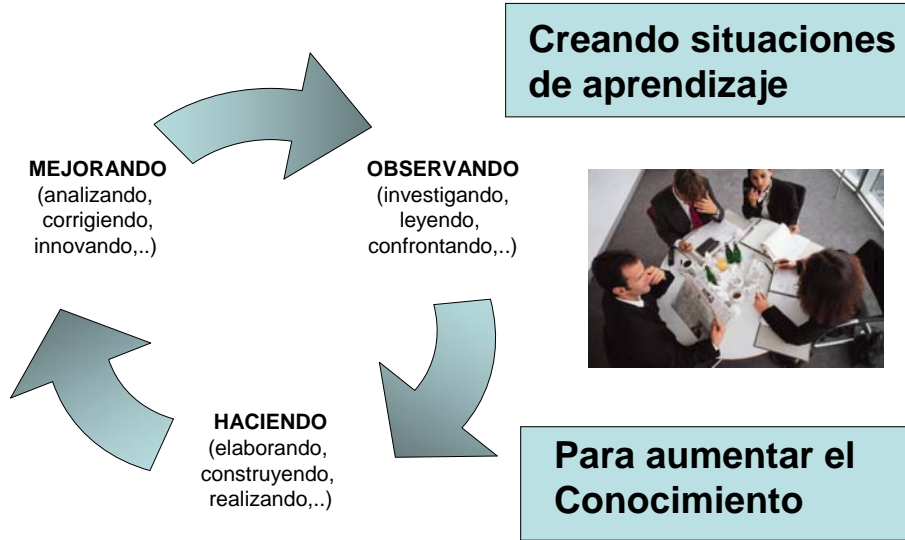 Creando situaciones
de aprendizaje
MEJORANDO
(analizando,
corrigiendo,
innovando,..)
OBSERVANDO
(investigando,
leyendo,
confrontando,..)
HACIENDO
(elaborando,
construyendo,
realizando,..)
Para aumentar el
Conocimiento